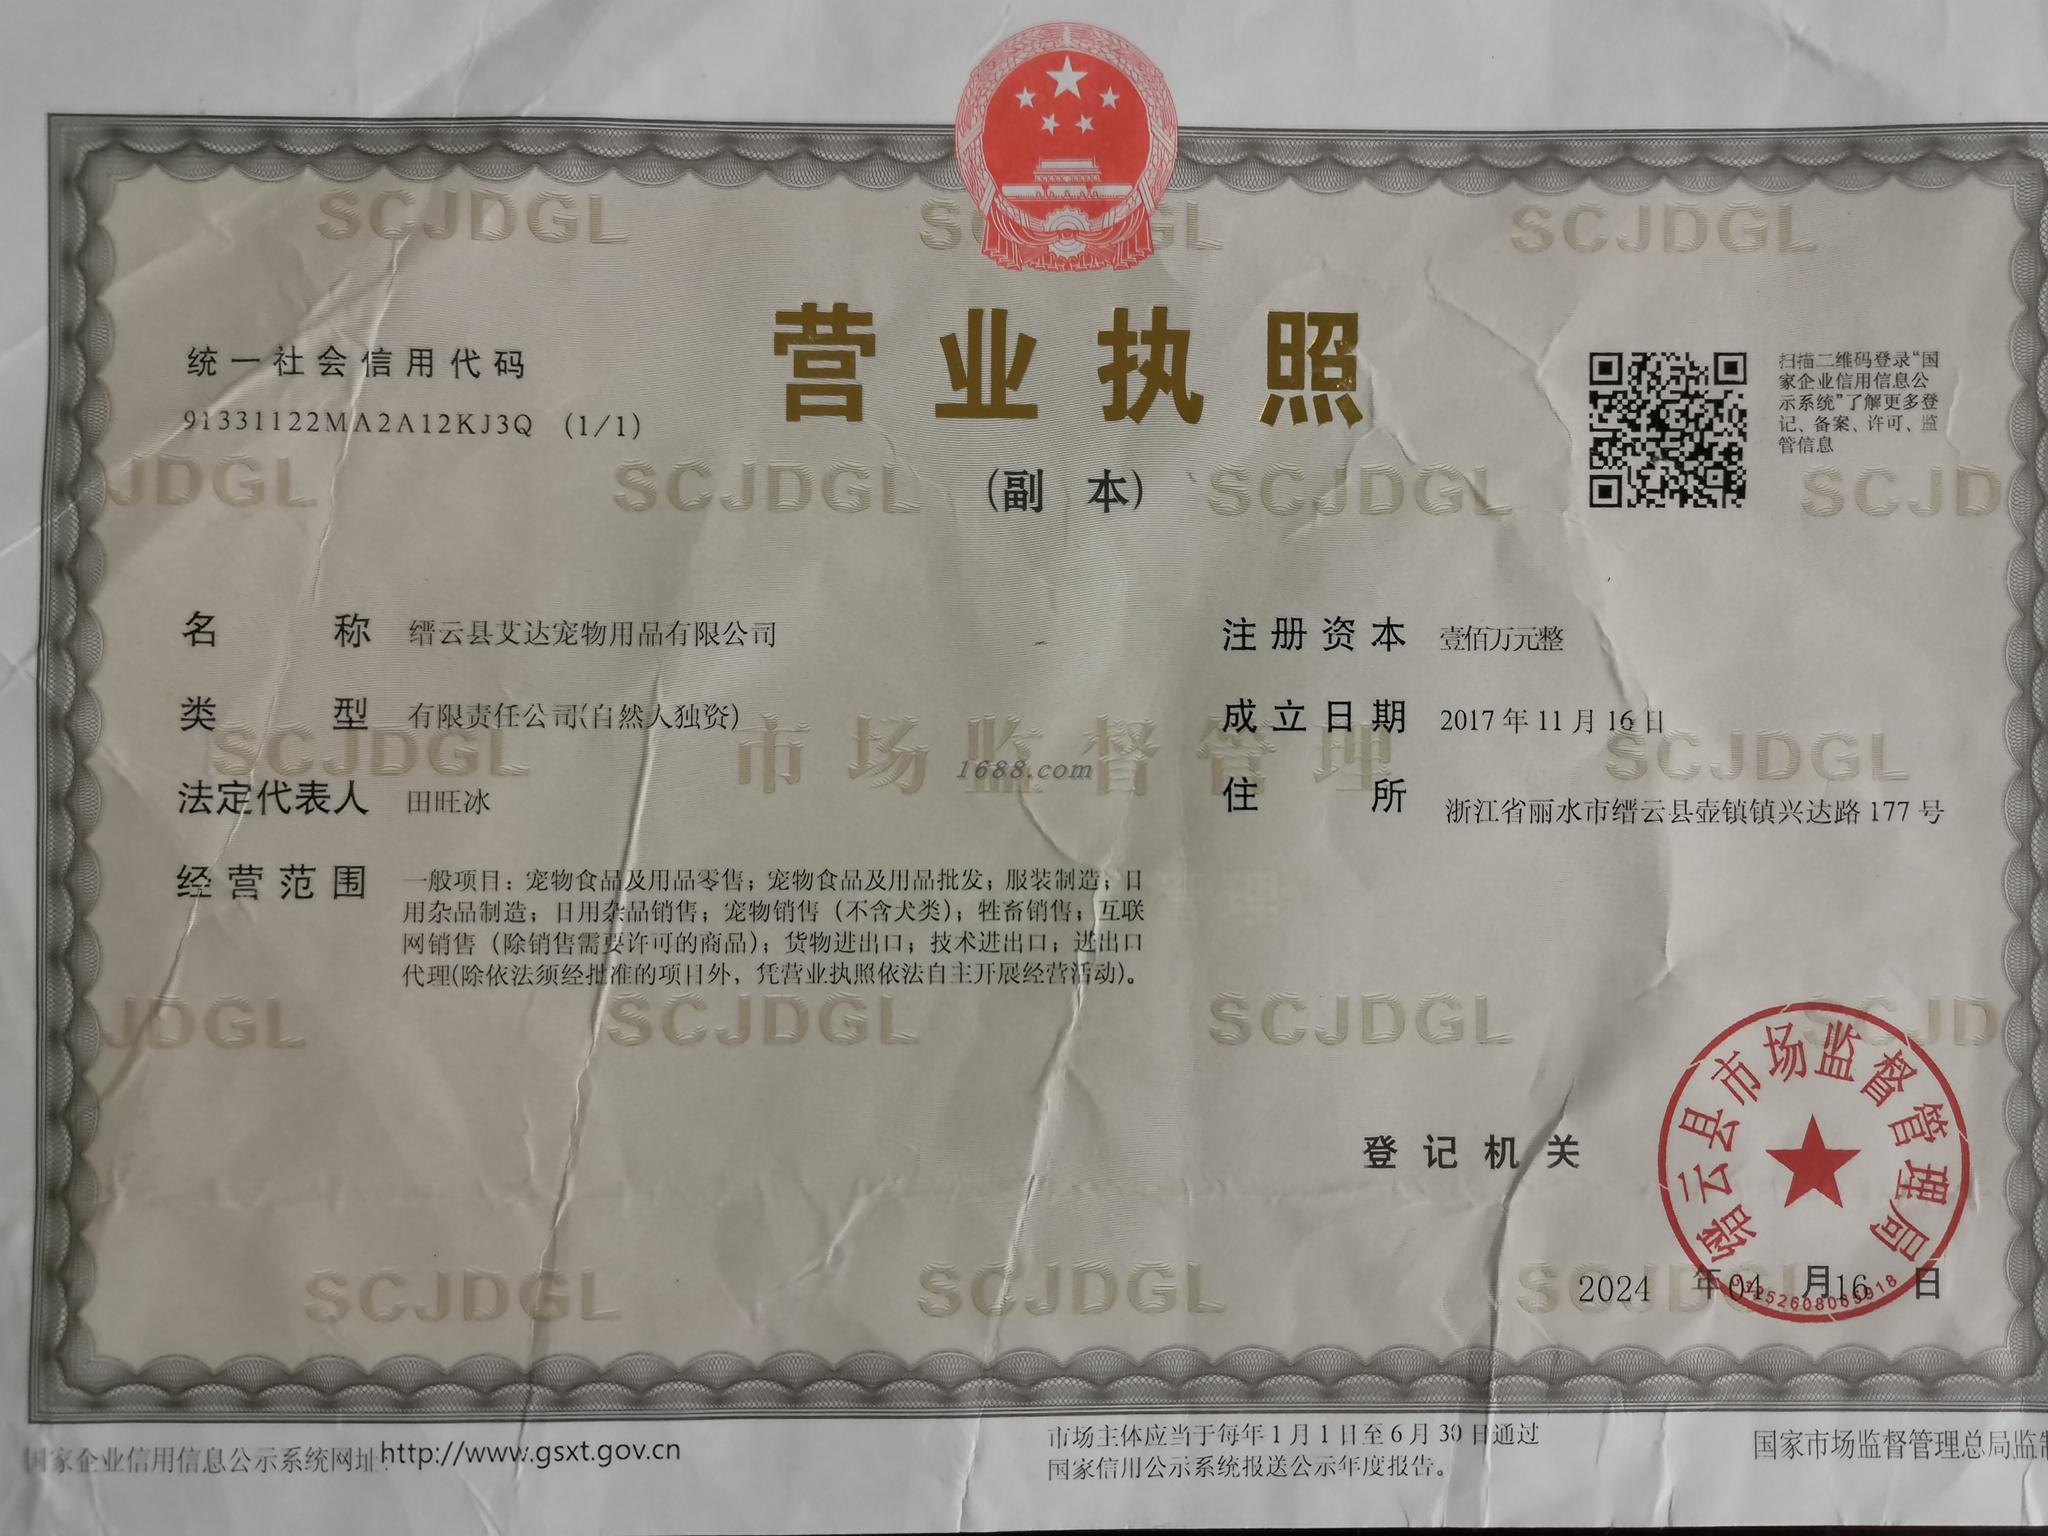 营业执照
(副 本)
统一社会信用代码
91331122MA2A12KJ3Q (1/1)
扫描二维码登录“国
家企业信用信息公
示系统”了解更多登
记、备案、许可、监
管信息
名 称 缙云县艾达宠物用品有限公司
类 型 有限责任公司(自然人独资)
法定代表人 田旺冰
经营范围 一般项目：宠物食品及用品零售；宠物食品及用品批发；服装制造；日
用杂品制造；日用杂品销售；宠物销售（不含犬类）；牲畜销售；互联
网销售（除销售需要许可的商品）；货物进出口；技术进出口；进出口
代理(除依法须经批准的项目外，凭营业执照依法自主开展经营活动)。
注册资本 壹佰万元整
成立日期 2017年11月16日
住 所 浙江省丽水市缙云县壶镇镇兴达路177号
SCJDGL
市场监督管理
1688.com
登记机关
缙云县市场监督管理局
2024 年 04 月 16 日
国家企业信用信息公示系统网址：http://www.gsxt.gov.cn
市场主体应当于每年1月1日至6月30日通过
国家信用公示系统报送公示年度报告。
国家市场监督管理总局监制